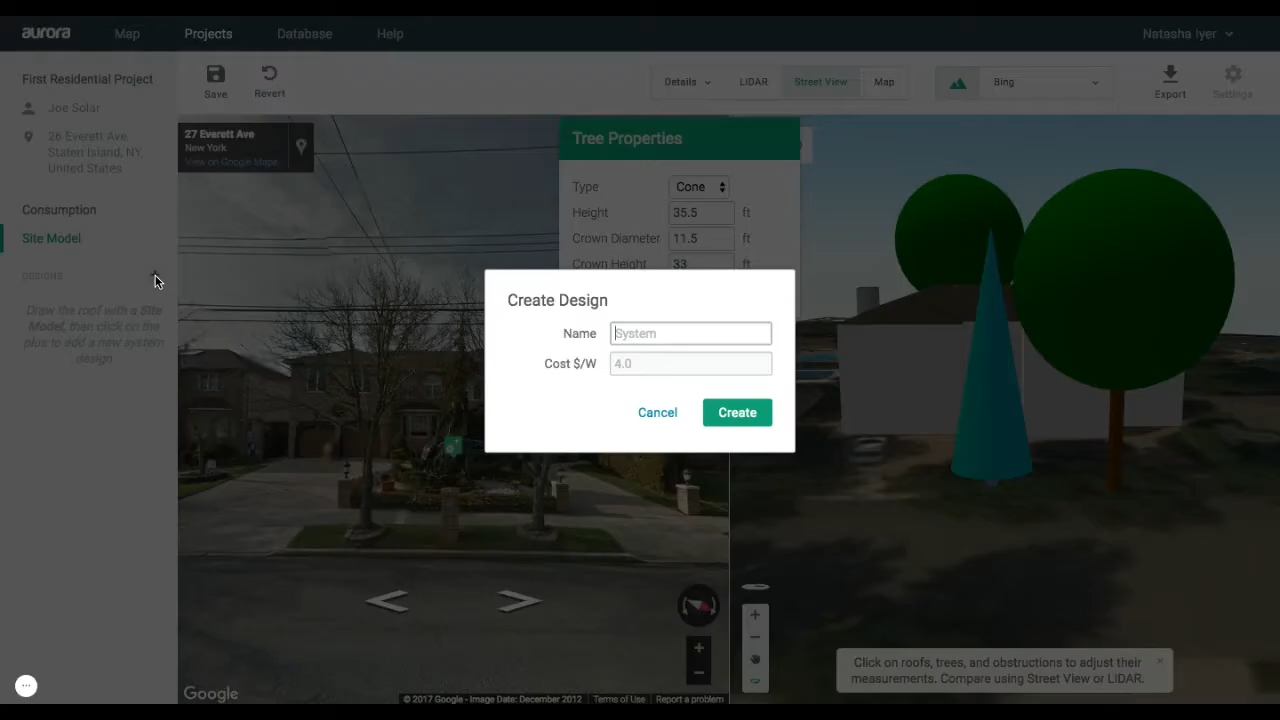 aurora
Map
Projects
Database
Help
Natasha Iyer
First Residential Project
Joe Solar
26 Everett Ave,
Staten Island, NY,
United States
Consumption
Site Model
DESIGNS
Draw the roof with a Site
Model, then click on the
plus to add a new system
design
Save
Revert
Details
LIDAR
Street View
Map
Bing
Export
Settings
27 Everett Ave
New York
View on Google Maps
Tree Properties
Type
Cone
Height
35.5
ft
Crown Diameter
11.5
ft
Crown Height
33
ft
Create Design
Name
System
Cost $/W
4.0
Cancel
Create
Click on roofs, trees, and obstructions to adjust their
measurements. Compare using Street View or LIDAR.
Google
© 2017 Google - Image Date: December 2012
Terms of Use
Report a problem